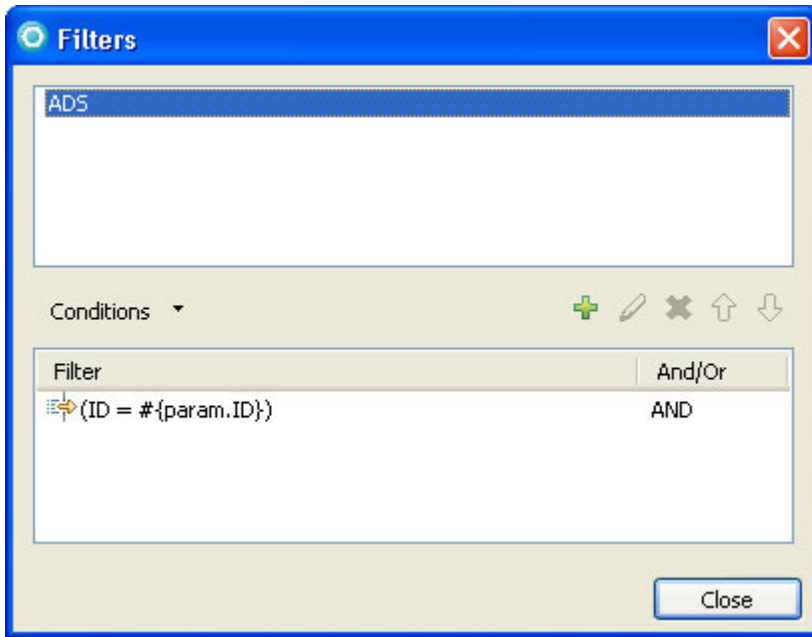 Filters
ADS
Conditions
Filter And/Or
(ID = #{param.ID}) AND
Close